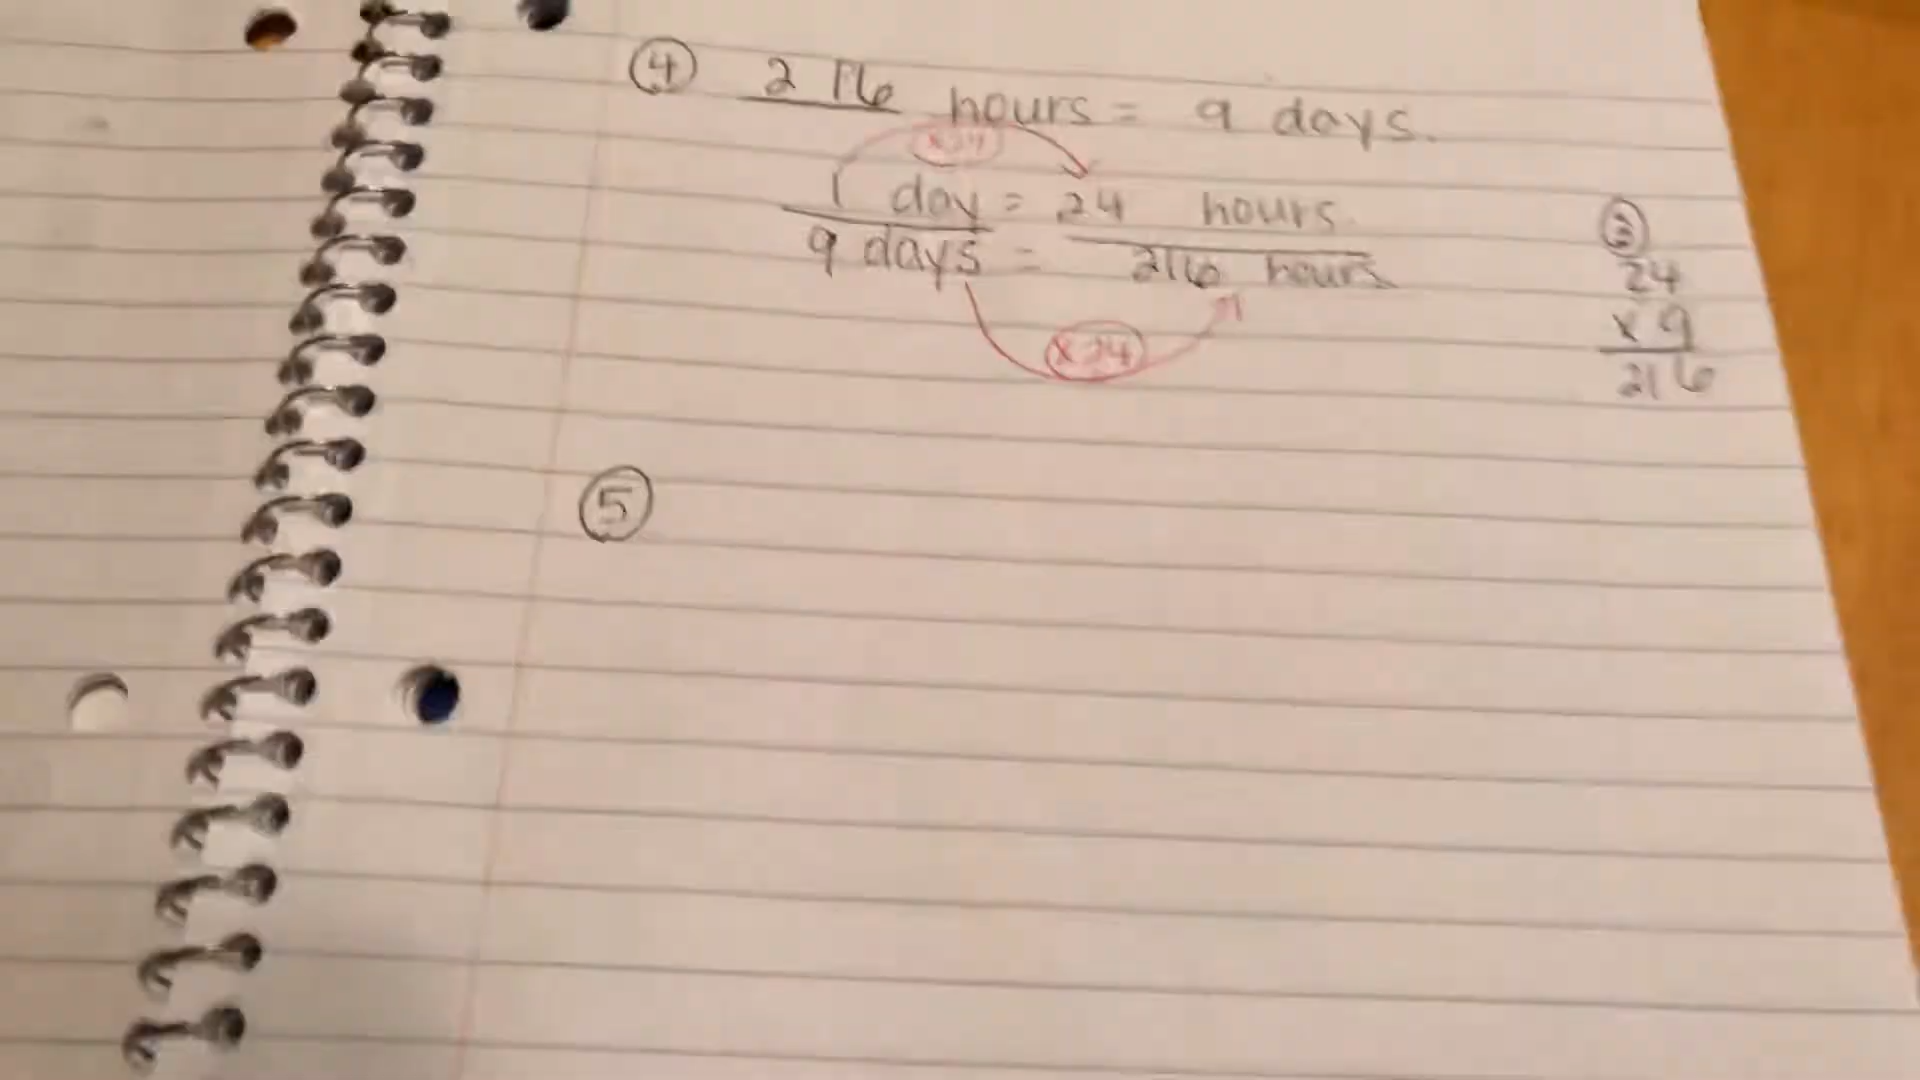 ④ 216 hours = 9 days.
x24
1 day = 24 hours.
9 days = 216 hours
x24
③
24
x 9
216
⑤